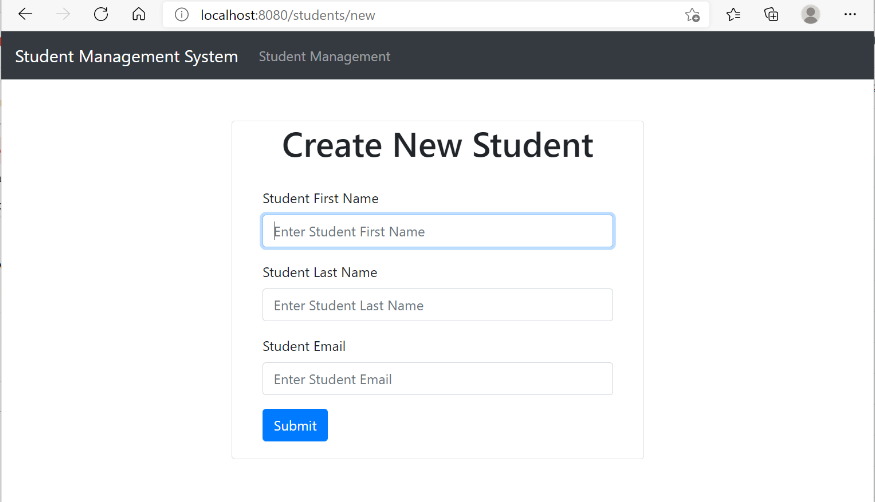 localhost:8080/students/new
Student Management System Student Management
Create New Student
Student First Name
Enter Student First Name
Student Last Name
Enter Student Last Name
Student Email
Enter Student Email
Submit